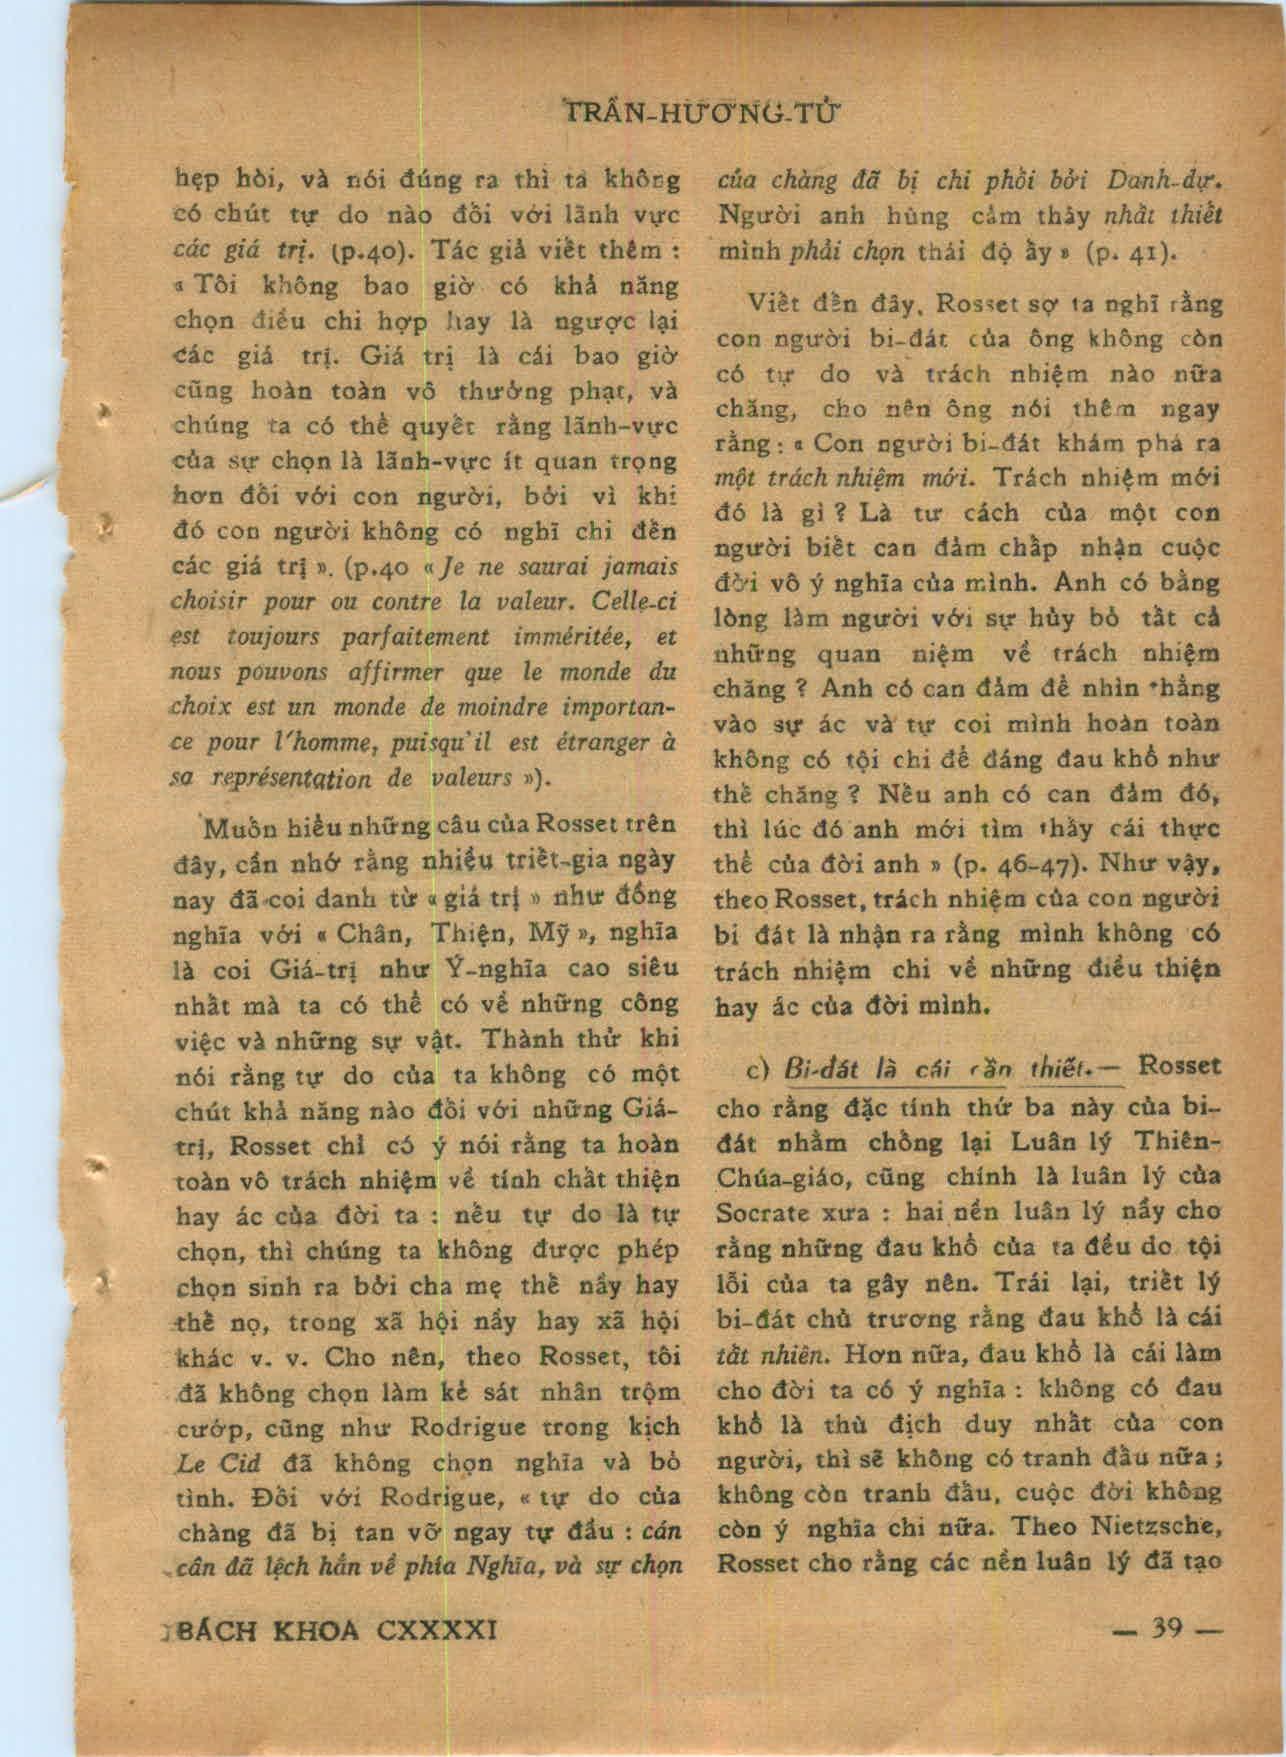 TRẦN-HƯƠNG-TỬ
hẹp hòi, và nói đúng ra thì ta không
có chút tự do nào đối với lãnh vực
các giá trị. (p.40). Tác giả viết thêm :
« Tôi không bao giờ có khả năng
chọn điều chi hợp hay là ngược lại
các giá trị. Giá trị là cái bao giờ
cũng hoàn toàn vô thưởng phạt, và
chúng ta có thể quyết rằng lãnh-vực
của sự chọn là lãnh-vực ít quan trọng
hơn đối với con người, bởi vì khi
đó con người không có nghĩ chi đến
các giá trị ». (p.40 « Je ne saurai jamais
choisir pour ou contre la valeur. Celle-ci
est toujours parfaitement imméritée, et
nous pouvons affirmer que le monde du
choix est un monde de moindre importan-
ce pour l'homme, puisqu'il est étranger à
sa représentation de valeurs »).
Muốn hiểu những câu của Rosset trên
đây, cần nhớ rằng nhiều triết-gia ngày
nay đã coi danh từ « giá trị » như đồng
nghĩa với « Chân, Thiện, Mỹ », nghĩa
là coi Giá-trị như Ý-nghĩa cao siêu
nhất mà ta có thể có về những công
việc và những sự vật. Thành thử khi
nói rằng tự do của ta không có một
chút khả năng nào đối với những Giá-
trị, Rosset chỉ có ý nói rằng ta hoàn
toàn vô trách nhiệm về tính chất thiện
hay ác của đời ta : nếu tự do là tự
chọn, thì chúng ta không được phép
chọn sinh ra bởi cha mẹ thế nầy hay
thế nọ, trong xã hội nầy hay xã hội
khác v. v. Cho nên, theo Rosset, tôi
đã không chọn làm kẻ sát nhân trộm
cướp, cũng như Rodrigue trong kịch
Le Cid đã không chọn nghĩa và bỏ
tình. Đối với Rodrigue, « tự do của
chàng đã bị tan vỡ ngay tự đầu : cán
cân đã lệch hẳn về phía Nghĩa, và sự chọn
của chàng đã bị chi phối bởi Danh-dự.
Người anh hùng cảm thấy nhất thiết
mình phải chọn thái độ ấy » (p. 41).
Viết đến đây, Rosset sợ ta nghĩ rằng
con người bi-đát của ông không còn
có tự do và trách nhiệm nào nữa
chăng, cho nên ông nói thêm ngay
rằng : « Con người bi-đát khám phá ra
một trách nhiệm mới. Trách nhiệm mới
đó là gì ? Là tư cách của một con
người biết can đảm chấp nhận cuộc
đời vô ý nghĩa của mình. Anh có bằng
lòng làm người với sự hủy bỏ tất cả
những quan niệm về trách nhiệm
chăng ? Anh có can đảm để nhìn thẳng
vào sự ác và tự coi mình hoàn toàn
không có tội chi để đáng đau khổ như
thế chăng ? Nếu anh có can đảm đó,
thì lúc đó anh mới tìm thấy cái thực
thể của đời anh » (p. 46-47). Như vậy,
theo Rosset, trách nhiệm của con người
bi đát là nhận ra rằng mình không có
trách nhiệm chi về những điều thiện
hay ác của đời mình.
c) Bi-đát là cái cần thiết.— Rosset
cho rằng đặc tính thứ ba này của bi-
đát nhằm chống lại Luân lý Thiên-
Chúa-giáo, cũng chính là luân lý của
Socrate xưa : hai nền luân lý nầy cho
rằng những đau khổ của ta đều do tội
lỗi của ta gây nên. Trái lại, triết lý
bi-đát chủ trương rằng đau khổ là cái
tất nhiên. Hơn nữa, đau khổ là cái làm
cho đời ta có ý nghĩa : không có đau
khổ là thù địch duy nhất của con
người, thì sẽ không có tranh đấu nữa ;
không còn tranh đấu, cuộc đời không
còn ý nghĩa chi nữa. Theo Nietzsche,
Rosset cho rằng các nền luân lý đã tạo
BÁCH KHOA CXXXXI
— 39 —